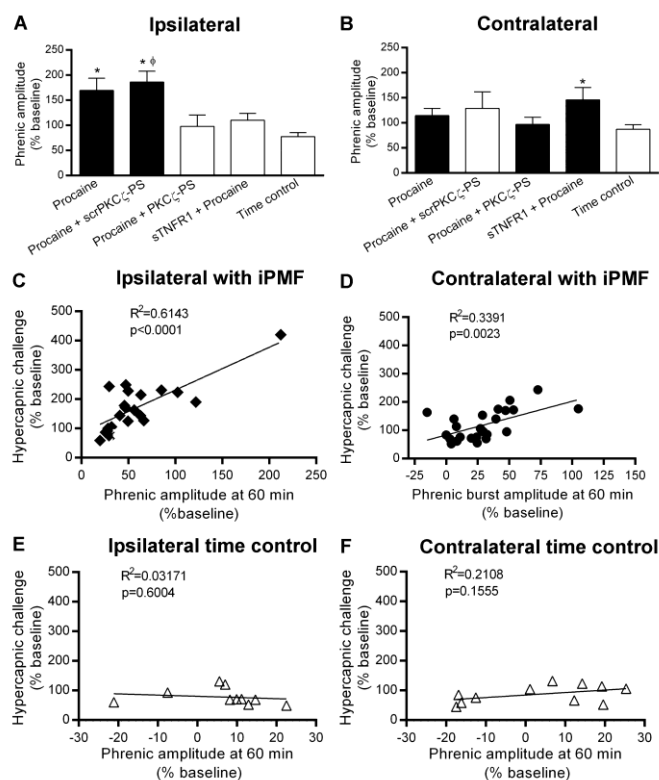 A
Ipsilateral
Phrenic amplitude
(% baseline)
250
200
150
100
50
0
*
* ϕ
Procaine
Procaine + scrPKCζ-PS
Procaine + PKCζ-PS
sTNFR1 + Procaine
Time control
B
Contralateral
Phrenic amplitude
(% baseline)
250
200
150
100
50
0
*
Procaine
Procaine + scrPKCζ-PS
Procaine + PKCζ-PS
sTNFR1 + Procaine
Time control
C
Ipsilateral with iPMF
R²=0.6143
p<0.0001
Hypercapnic challenge
(% baseline)
500
400
300
200
100
0
0 50 100 150 200 250
Phrenic amplitude at 60 min
(%baseline)
D
Contralateral with iPMF
R²=0.3391
p=0.0023
Hypercapnic challenge
(% baseline)
500
400
300
200
100
0
-25 0 25 50 75 100 125 150
Phrenic burst amplitude at 60 min
(% baseline)
E
Ipsilateral time control
R²=0.03171
p=0.6004
Hypercapnic challenge
(% baseline)
500
400
300
200
100
0
-30 -20 -10 0 10 20 30
Phrenic amplitude at 60 min
(% baseline)
F
Contralateral time control
R²=0.2108
p=0.1555
Hypercapnic challenge
(% baseline)
500
400
300
200
100
0
-30 -20 -10 0 10 20 30
Phrenic amplitude at 60 min
(% baseline)